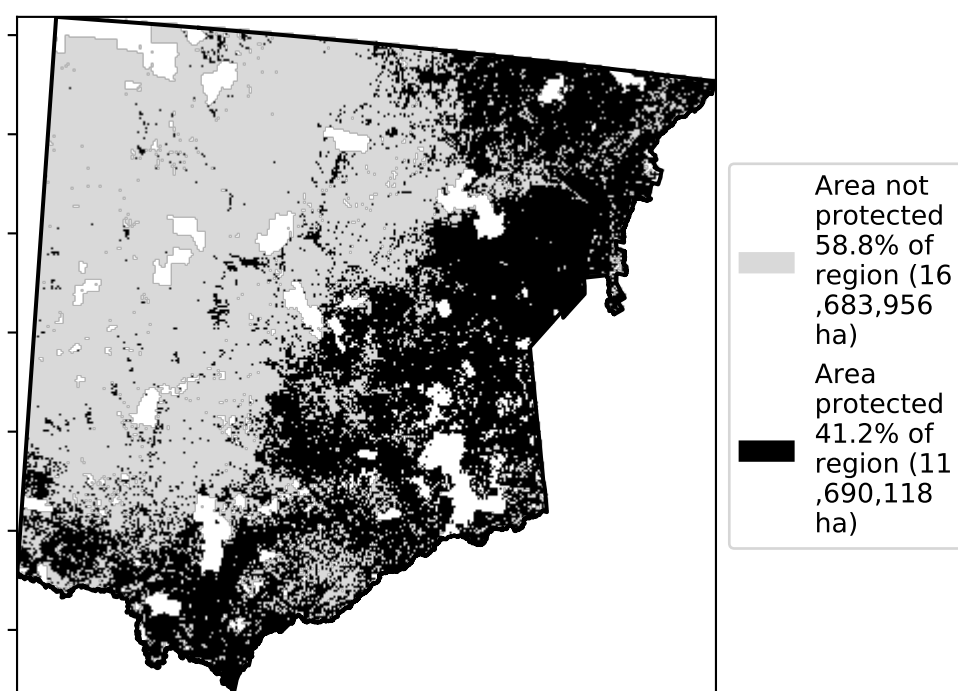 Area not
protected
58.8% of
region (16
,683,956
ha)
Area
protected
41.2% of
region (11
,690,118
ha)